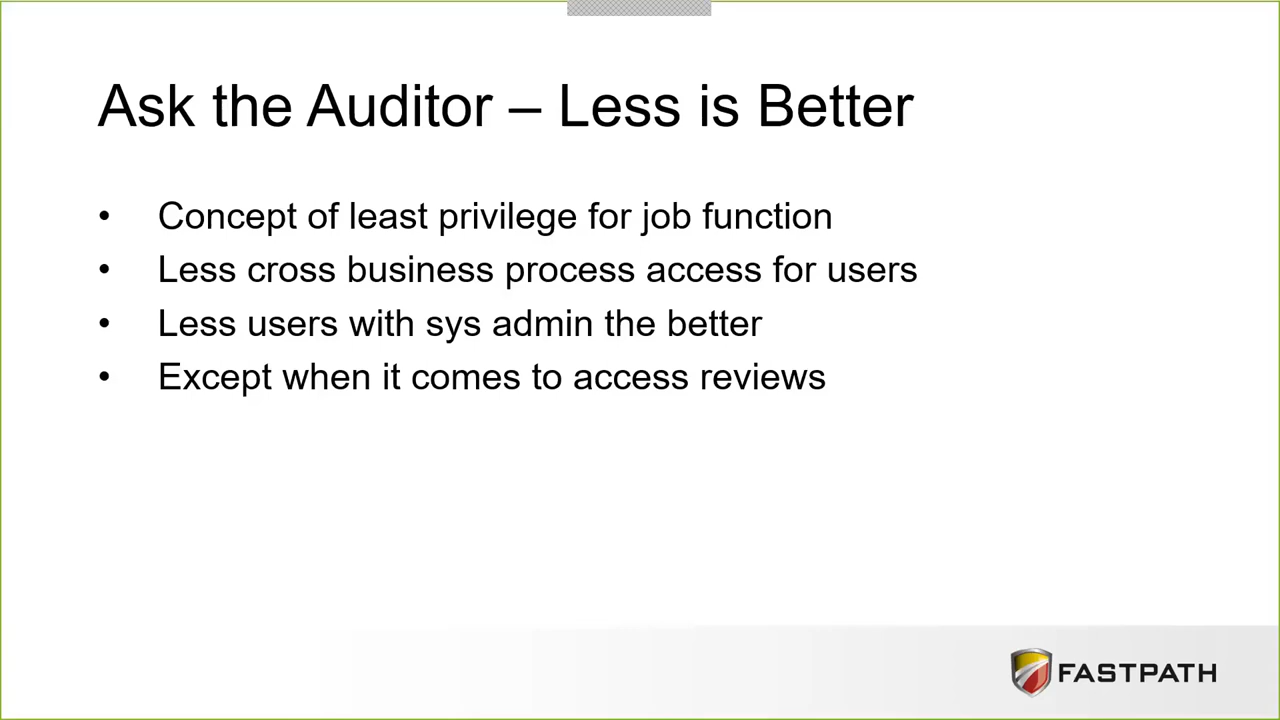 Ask the Auditor – Less is Better
• Concept of least privilege for job function
• Less cross business process access for users
• Less users with sys admin the better
• Except when it comes to access reviews
FASTPATH